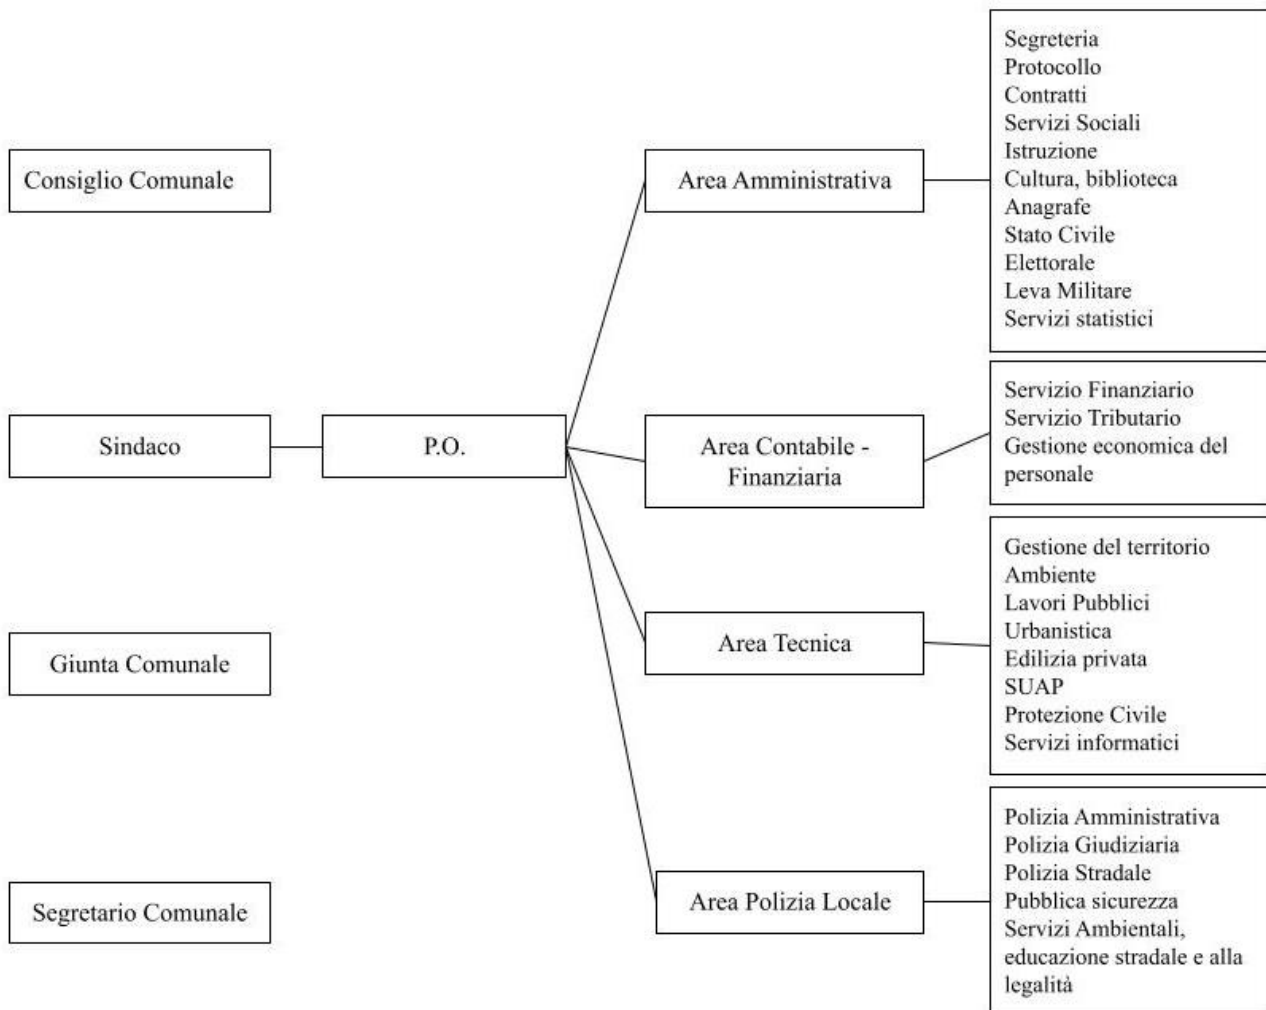 Consiglio Comunale
Sindaco
Giunta Comunale
Segretario Comunale
P.O.
Area Amministrativa
Area Contabile -
Finanziaria
Area Tecnica
Area Polizia Locale
Segreteria
Protocollo
Contratti
Servizi Sociali
Istruzione
Cultura, biblioteca
Anagrafe
Stato Civile
Elettorale
Leva Militare
Servizi statistici
Servizio Finanziario
Servizio Tributario
Gestione economica del
personale
Gestione del territorio
Ambiente
Lavori Pubblici
Urbanistica
Edilizia privata
SUAP
Protezione Civile
Servizi informatici
Polizia Amministrativa
Polizia Giudiziaria
Polizia Stradale
Pubblica sicurezza
Servizi Ambientali,
educazione stradale e alla
legalità